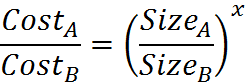 Cost_A / Cost_B = (Size_A / Size_B)^x